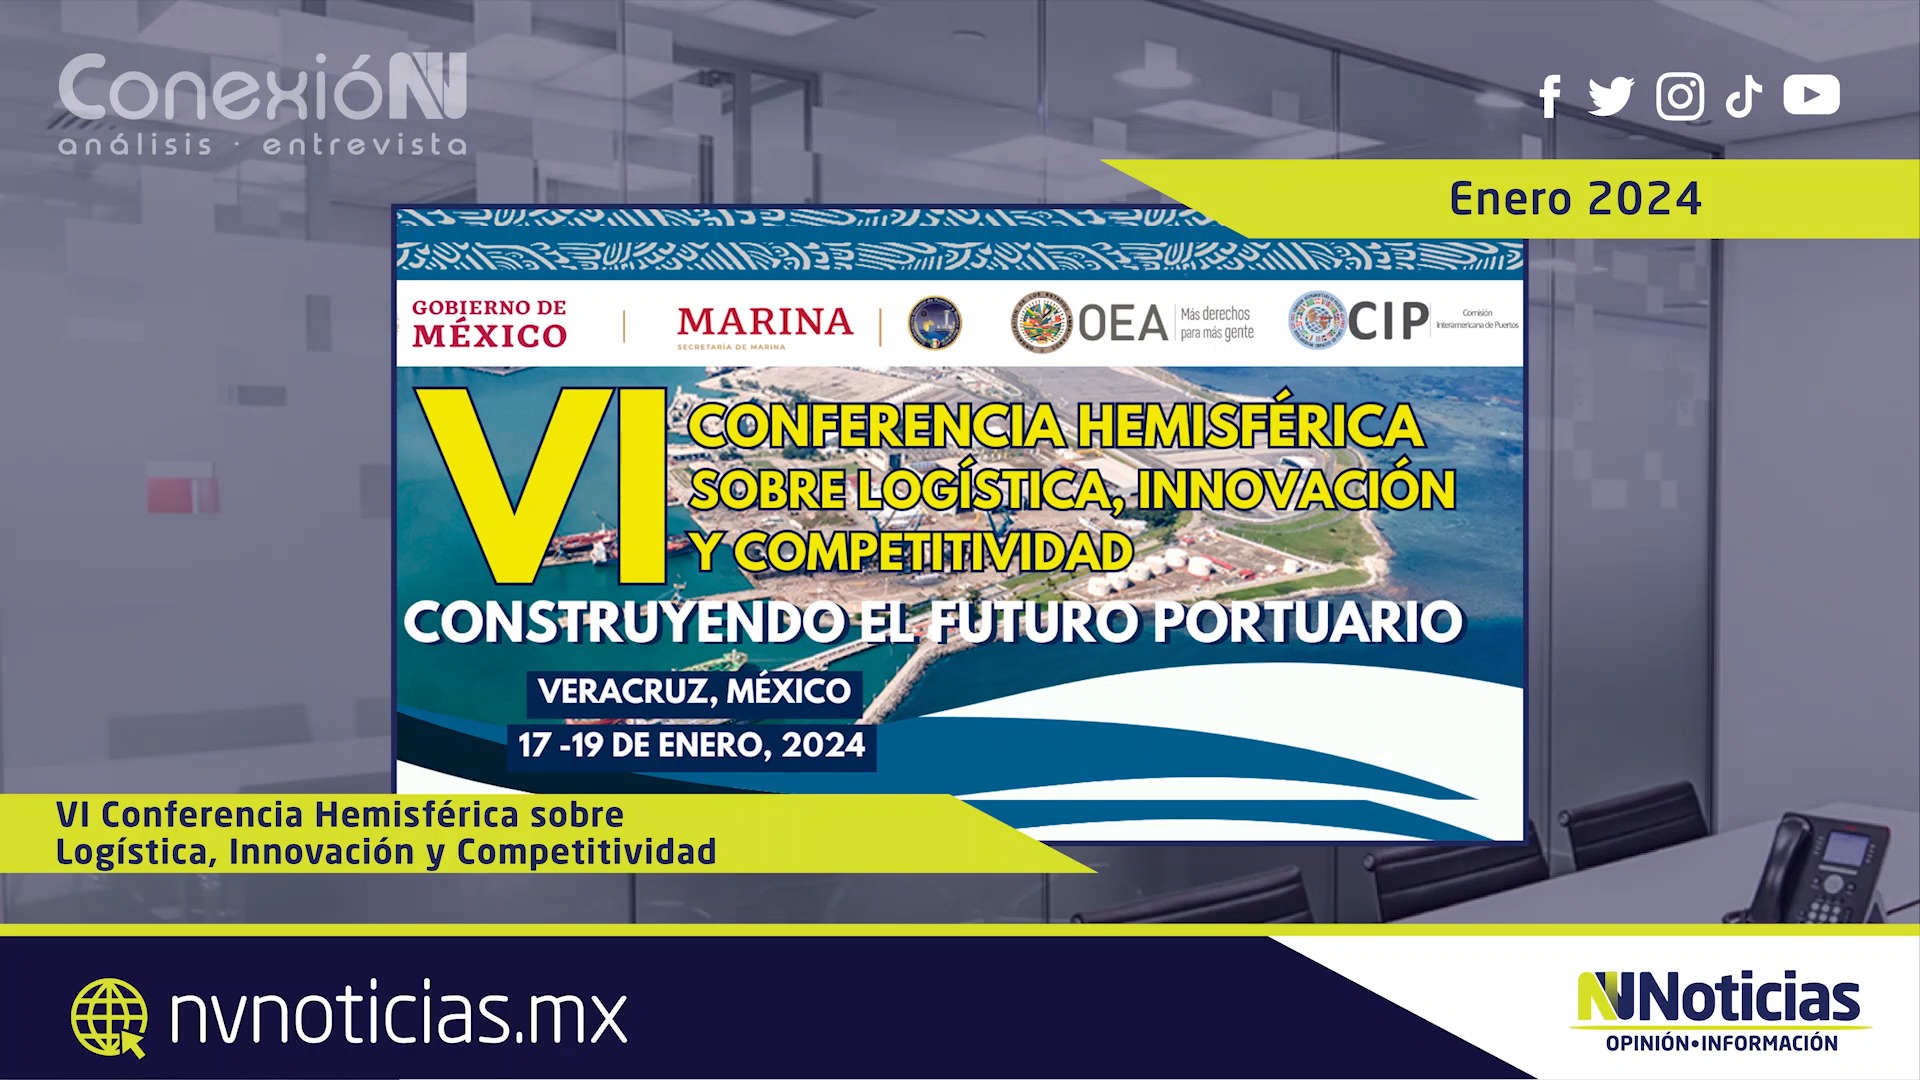 ConexióNV
análisis · entrevista
Enero 2024
GOBIERNO DE
MÉXICO
MARINA
SECRETARÍA DE MARINA
OEA
Más derechos
para más gente
CIP
Comisión
Interamericana de Puertos
VI
CONFERENCIA HEMISFÉRICA
SOBRE LOGÍSTICA, INNOVACIÓN
Y COMPETITIVIDAD
CONSTRUYENDO EL FUTURO PORTUARIO
VERACRUZ, MÉXICO
17 -19 DE ENERO, 2024
VI Conferencia Hemisférica sobre
Logística, Innovación y Competitividad
nvnoticias.mx
NVNoticias
OPINIÓN•INFORMACIÓN